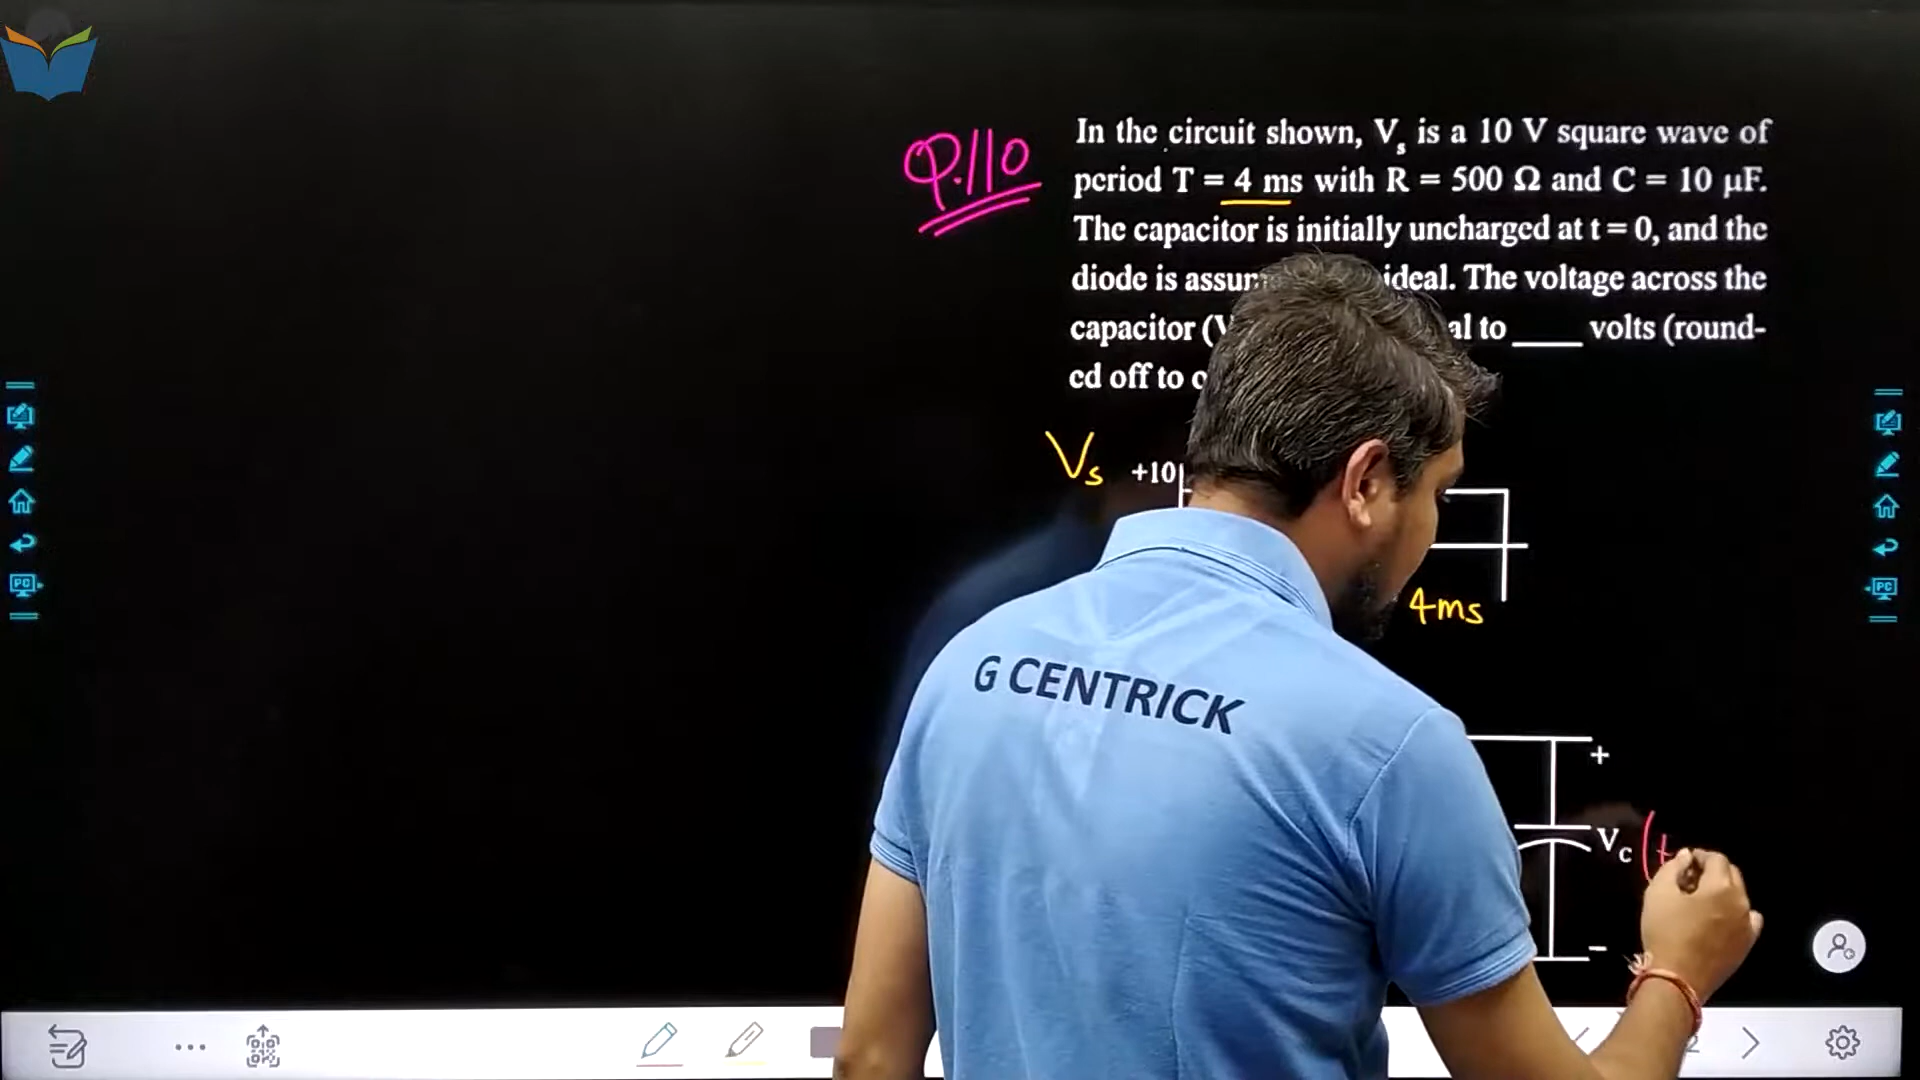 Q.110
In the circuit shown, Vs is a 10 V square wave of
period T = 4 ms with R = 500 Ω and C = 10 μF.
The capacitor is initially uncharged at t = 0, and the
diode is ideal. The voltage across the
capacitor to ____ volts (round-
ed off to
Vs +10
4ms
G CENTRICK
+
Vc (t
−
PC
PC